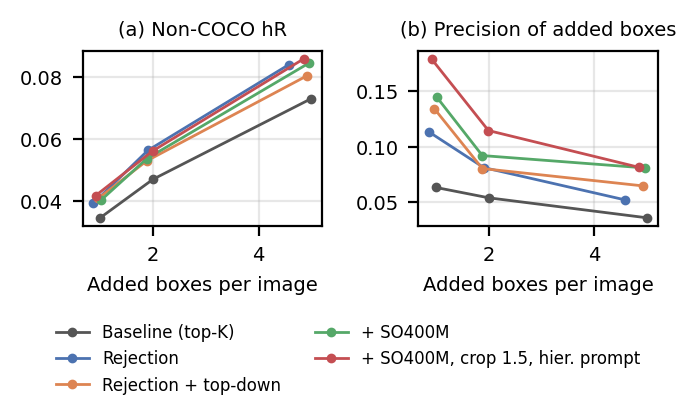 (a) Non-COCO hR
(b) Precision of added boxes
0.08
0.06
0.04
0.15
0.10
0.05
2 4
2 4
Added boxes per image
Added boxes per image
Baseline (top-K)
Rejection
Rejection + top-down
+ SO400M
+ SO400M, crop 1.5, hier. prompt